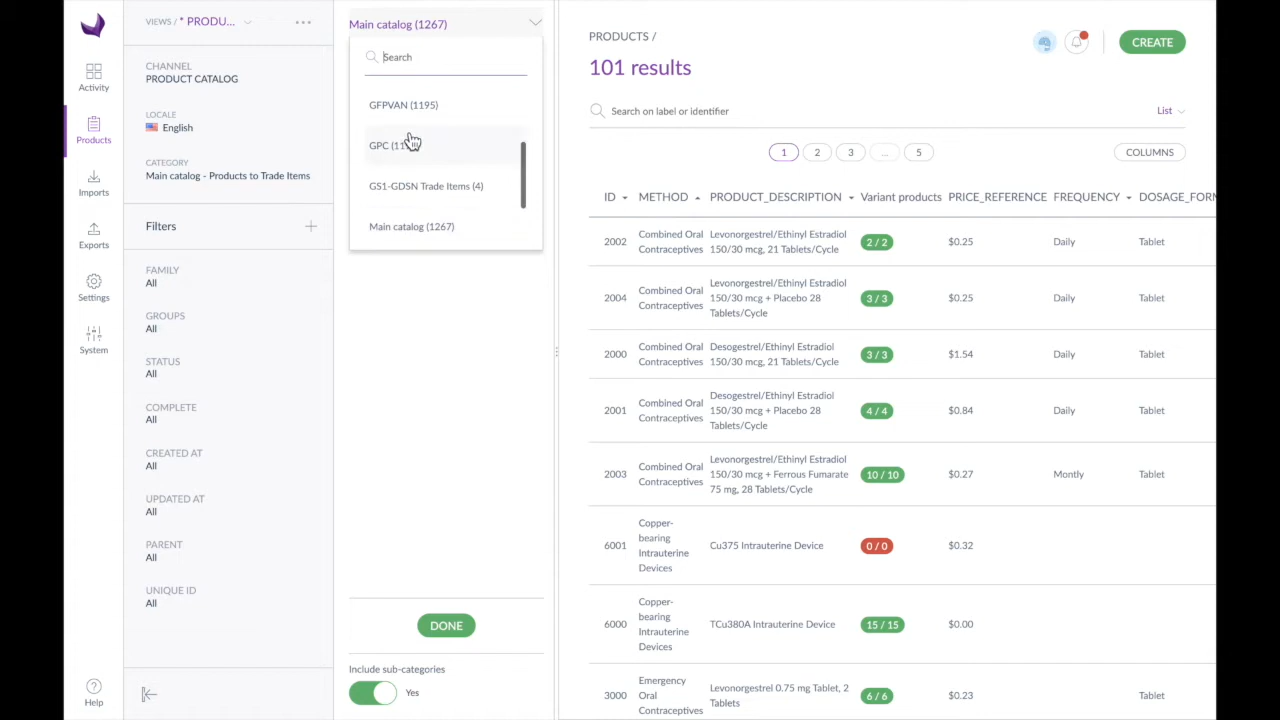 Activity
Products
Imports
Exports
Settings
System
Help
VIEWS / * PRODU...
CHANNEL
PRODUCT CATALOG
LOCALE
English
CATEGORY
Main catalog - Products to Trade Items
Filters
FAMILY
All
GROUPS
All
STATUS
All
COMPLETE
All
CREATED AT
All
UPDATED AT
All
PARENT
All
UNIQUE ID
All
Main catalog (1267)
Search
GFPVAN (1195)
GPC
GS1-GDSN Trade Items (4)
Main catalog (1267)
DONE
Include sub-categories
Yes
PRODUCTS /
101 results
CREATE
Search on label or identifier
List
1 2 3 ... 5
COLUMNS
ID METHOD PRODUCT_DESCRIPTION Variant products PRICE_REFERENCE FREQUENCY DOSAGE_FORM
2002
Combined Oral
Contraceptives
Levonorgestrel/Ethinyl Estradiol
150/30 mcg, 21 Tablets/Cycle
2 / 2
$0.25
Daily
Tablet
2004
Combined Oral
Contraceptives
Levonorgestrel/Ethinyl Estradiol
150/30 mcg + Placebo 28
Tablets/Cycle
3 / 3
$0.25
Daily
Tablet
2000
Combined Oral
Contraceptives
Desogestrel/Ethinyl Estradiol
150/30 mcg, 21 Tablets/Cycle
3 / 3
$1.54
Daily
Tablet
2001
Combined Oral
Contraceptives
Desogestrel/Ethinyl Estradiol
150/30 mcg + Placebo 28
Tablets/Cycle
4 / 4
$0.84
Daily
Tablet
2003
Combined Oral
Contraceptives
Levonorgestrel/Ethinyl Estradiol
150/30 mcg + Ferrous Fumarate
75 mg, 28 Tablets/Cycle
10 / 10
$0.27
Montly
Tablet
6001
Copper-
bearing
Intrauterine
Devices
Cu375 Intrauterine Device
0 / 0
$0.32
6000
Copper-
bearing
Intrauterine
Devices
TCu380A Intrauterine Device
15 / 15
$0.00
3000
Emergency
Oral
Contraceptives
Levonorgestrel 0.75 mg Tablet, 2
Tablets
6 / 6
$0.23
Tablet